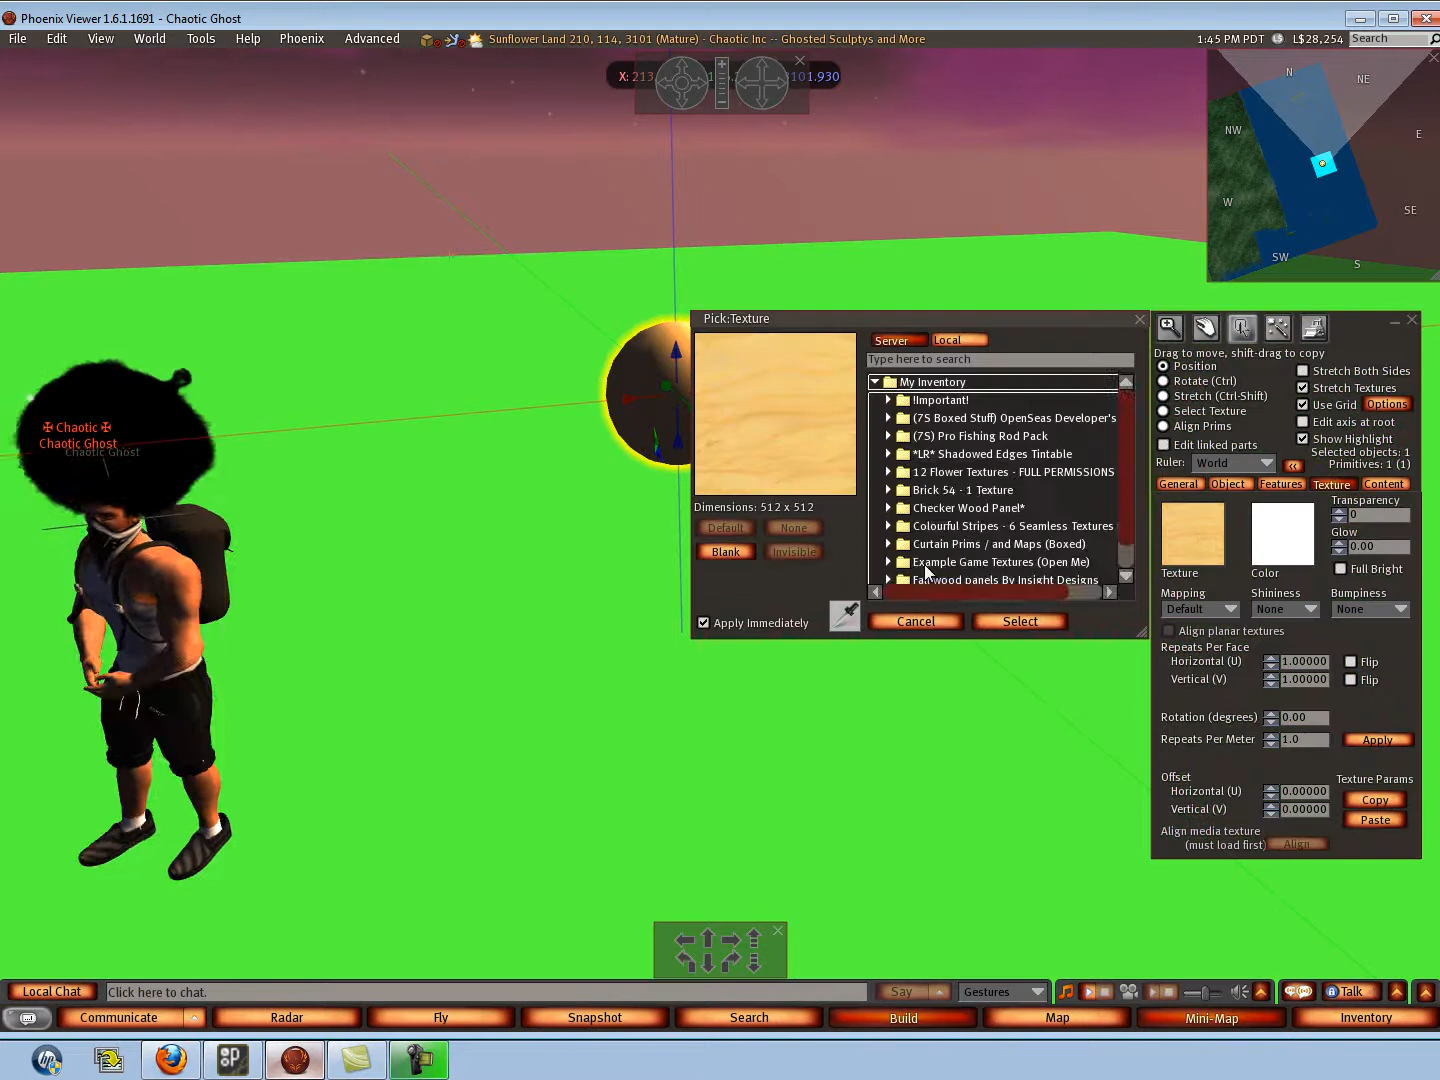 Phoenix Viewer 1.6.1.1691 - Chaotic Ghost
File Edit View World Tools Help Phoenix Advanced
Sunflower Land 210, 114, 3101 (Mature) - Chaotic Inc -- Ghosted Sculptys and More
1:45 PM PDT L$28,254 Search
X: 213. 3101.930
N NE
NW E
W SE
SW S
✠ Chaotic ✠
Chaotic Ghost
Chaotic Ghost
Pick:Texture
Server Local
Type here to search
My Inventory
!Important!
(7S Boxed Stuff) OpenSeas Developer's
(7S) Pro Fishing Rod Pack
*LR* Shadowed Edges Tintable
12 Flower Textures - FULL PERMISSIONS
Brick 54 - 1 Texture
Checker Wood Panel*
Colourful Stripes - 6 Seamless Textures
Curtain Prims / and Maps (Boxed)
Example Game Textures (Open Me)
wood panels By Insight Designs
Dimensions: 512 x 512
Default None
Blank Invisible
Apply Immediately
Cancel Select
Drag to move, shift-drag to copy
Position
Rotate (Ctrl)
Stretch (Ctrl-Shift)
Select Texture
Align Prims
Edit linked parts
Stretch Both Sides
Stretch Textures
Use Grid Options
Edit axis at root
Show Highlight
Selected objects: 1
Primitives: 1 (1)
Ruler: World «
General Object Features Texture Content
Transparency
0
Glow
0.00
Full Bright
Texture Color
Mapping Shininess Bumpiness
Default None None
Align planar textures
Repeats Per Face
Horizontal (U) 1.00000 Flip
Vertical (V) 1.00000 Flip
Rotation (degrees) 0.00
Repeats Per Meter 1.0 Apply
Offset Texture Params
Horizontal (U) 0.00000 Copy
Vertical (V) 0.00000 Paste
Align media texture
(must load first) Align
Local Chat Click here to chat. Say Gestures Talk
Communicate Radar Fly Snapshot Search Build Map Mini-Map Inventory